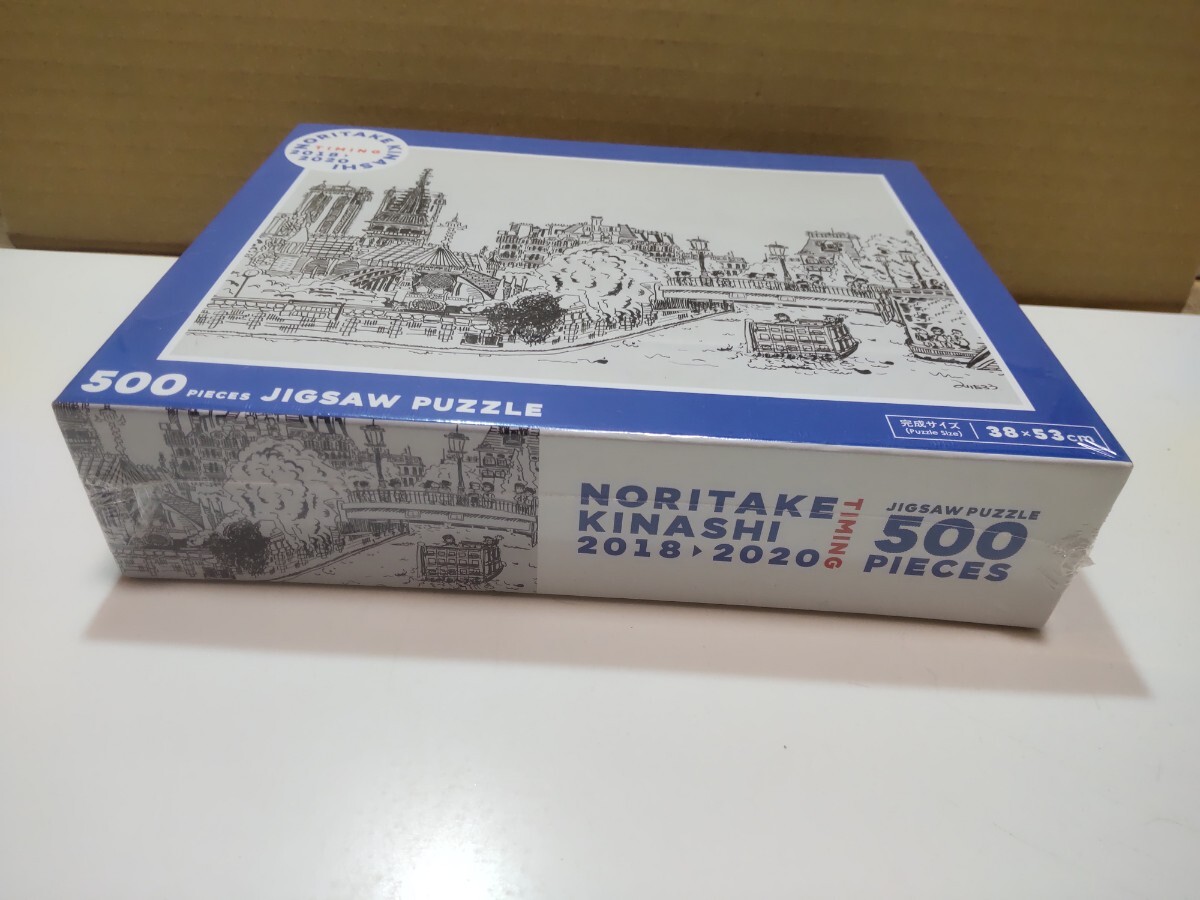 NORITAKE KINASHI
TIMING
2018▸
2020
500 PIECES JIGSAW PUZZLE
完成サイズ
(Puzzle Size)
38×53cm
NORITAKE
KINASHI
2018▸2020
TIMING
JIGSAW PUZZLE
500
PIECES